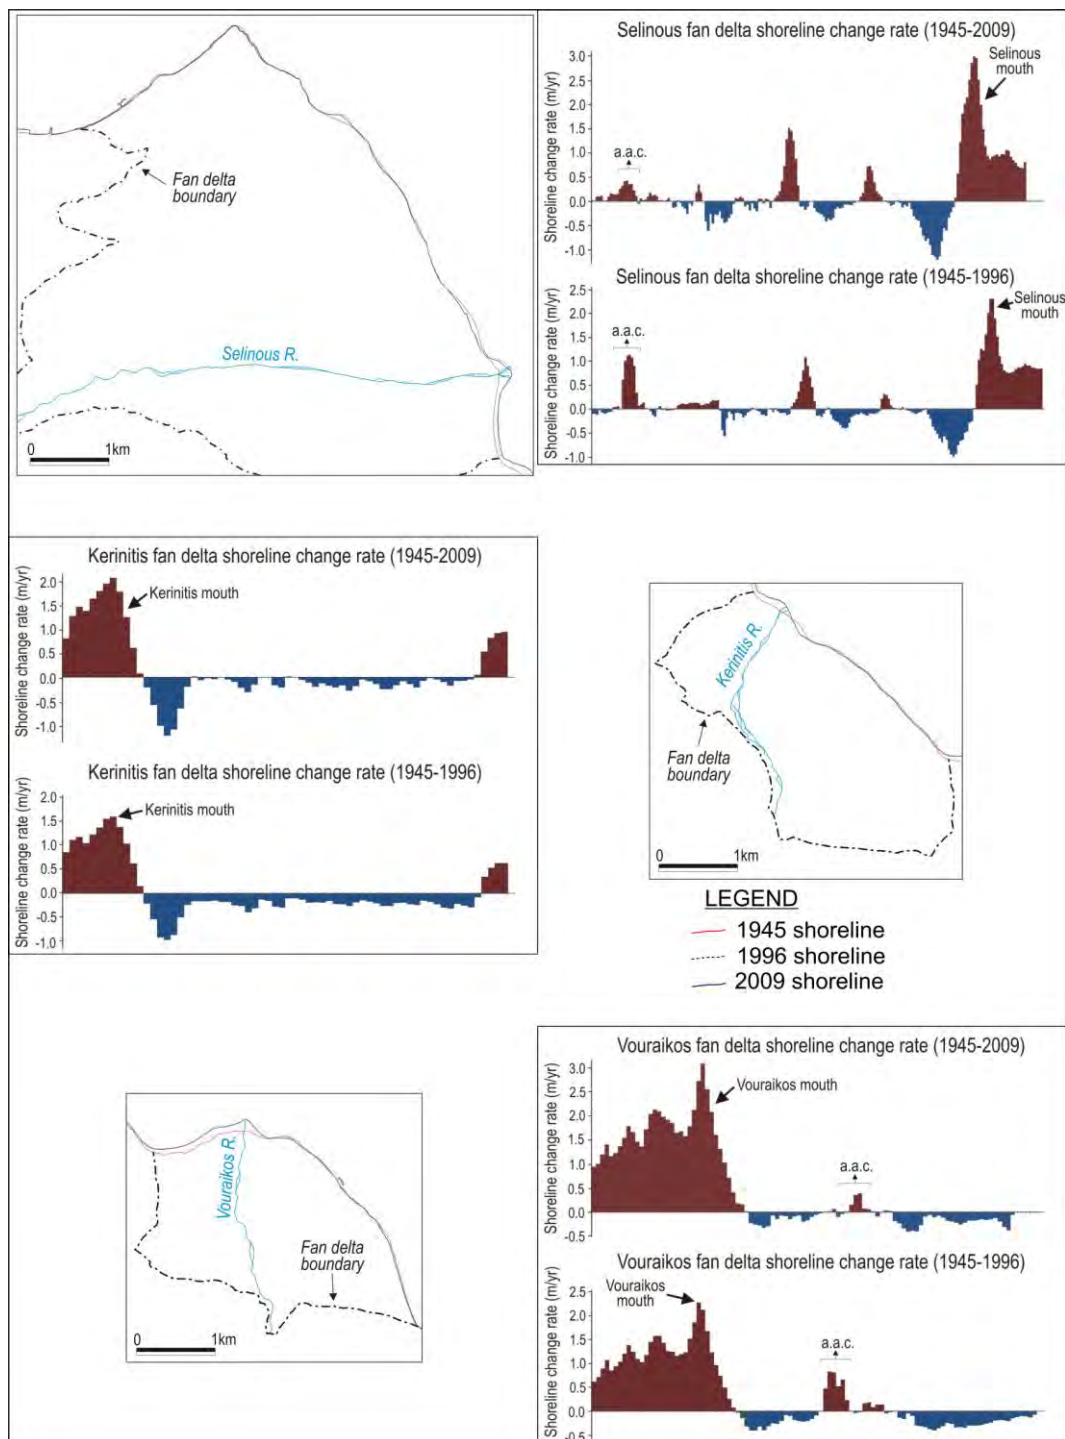 Fan delta
boundary
Selinous R.
0 1km
Selinous fan delta shoreline change rate (1945-2009)
Shoreline change rate (m/yr)
3.0
2.5
2.0
1.5
1.0
0.5
0.0
-0.5
-1.0
a.a.c.
Selinous
mouth
Selinous fan delta shoreline change rate (1945-1996)
Shoreline change rate (m/yr)
2.5
2.0
1.5
1.0
0.5
0.0
-0.5
-1.0
a.a.c.
Selinous
mouth
Kerinitis fan delta shoreline change rate (1945-2009)
Shoreline change rate (m/yr)
2.0
1.5
1.0
0.5
0.0
-0.5
-1.0
Kerinitis mouth
Kerinitis fan delta shoreline change rate (1945-1996)
Shoreline change rate (m/yr)
2.0
1.5
1.0
0.5
0.0
-0.5
-1.0
Kerinitis mouth
Kerinitis R.
Fan delta
boundary
0 1km
LEGEND
1945 shoreline
1996 shoreline
2009 shoreline
Vouraikos R.
Fan delta
boundary
0 1km
Vouraikos fan delta shoreline change rate (1945-2009)
Shoreline change rate (m/yr)
3.0
2.5
2.0
1.5
1.0
0.5
0.0
-0.5
Vouraikos mouth
a.a.c.
Vouraikos fan delta shoreline change rate (1945-1996)
Shoreline change rate (m/yr)
2.5
2.0
1.5
1.0
0.5
0.0
-0.5
Vouraikos
mouth
a.a.c.